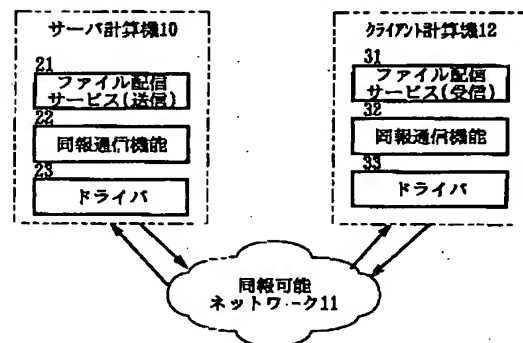 サーバ計算機10
21
ファイル配信
サービス(送信)
22
同報通信機能
23
ドライバ
クライアント計算機12
31
ファイル配信
サービス(受信)
32
同報通信機能
33
ドライバ
同報可能
ネットワーク11